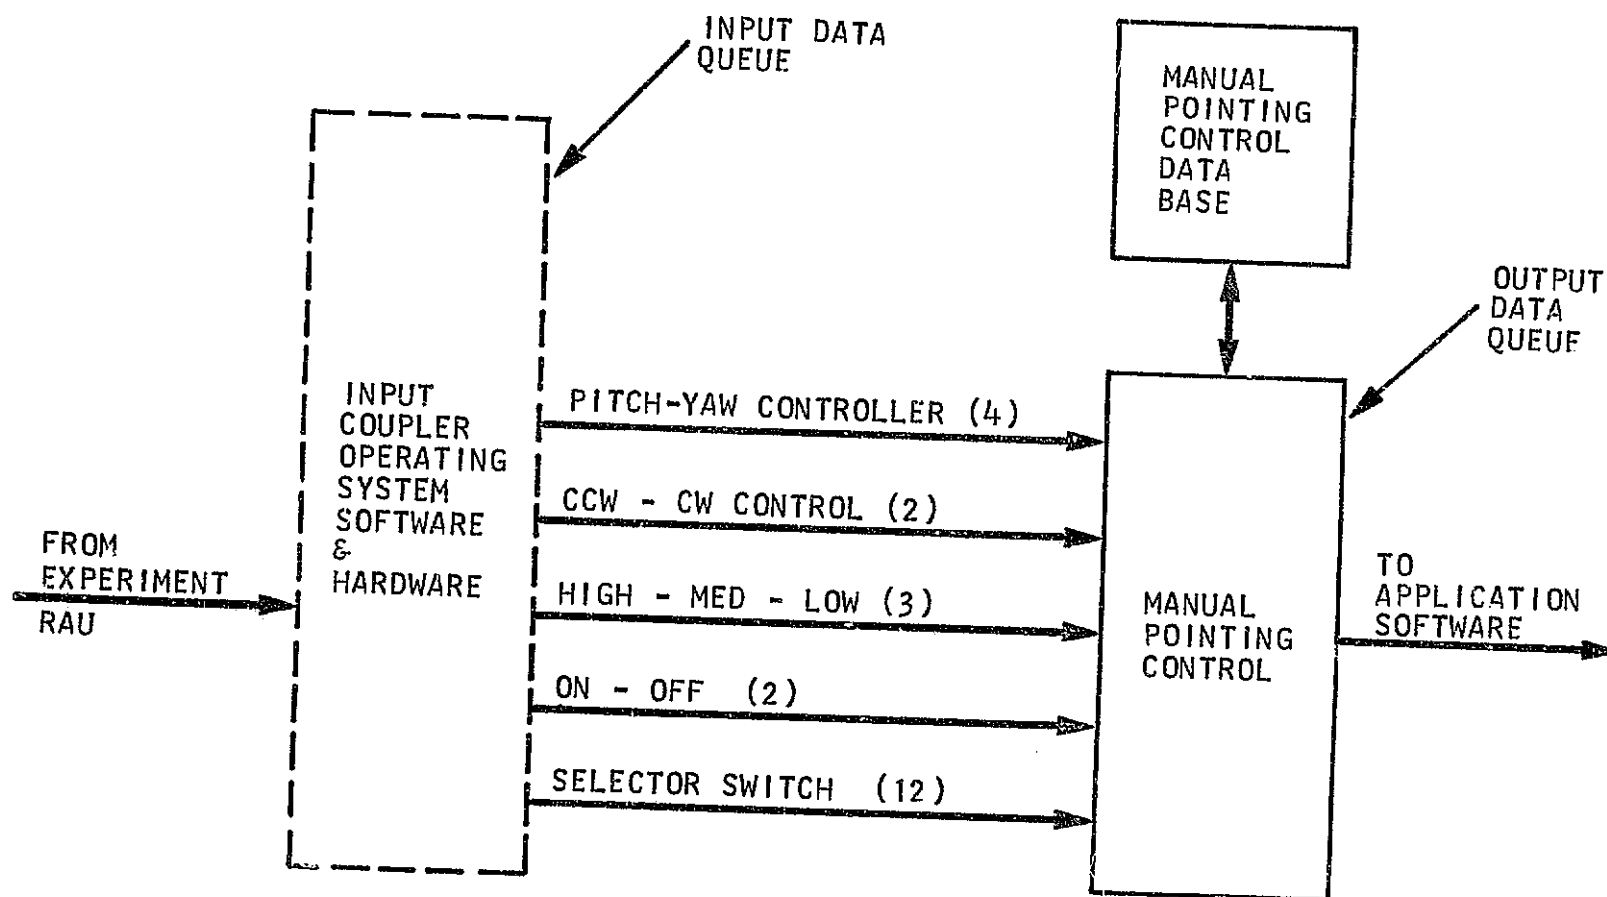 INPUT DATA
QUEUE
MANUAL
POINTING
CONTROL
DATA
BASE
OUTPUT
DATA
QUEUE
INPUT
COUPLER
OPERATING
SYSTEM
SOFTWARE
&
HARDWARE
PITCH-YAW CONTROLLER (4)
CCW - CW CONTROL (2)
HIGH - MED - LOW (3)
ON - OFF (2)
SELECTOR SWITCH (12)
FROM
EXPERIMENT
RAU
MANUAL
POINTING
CONTROL
TO
APPLICATION
SOFTWARE